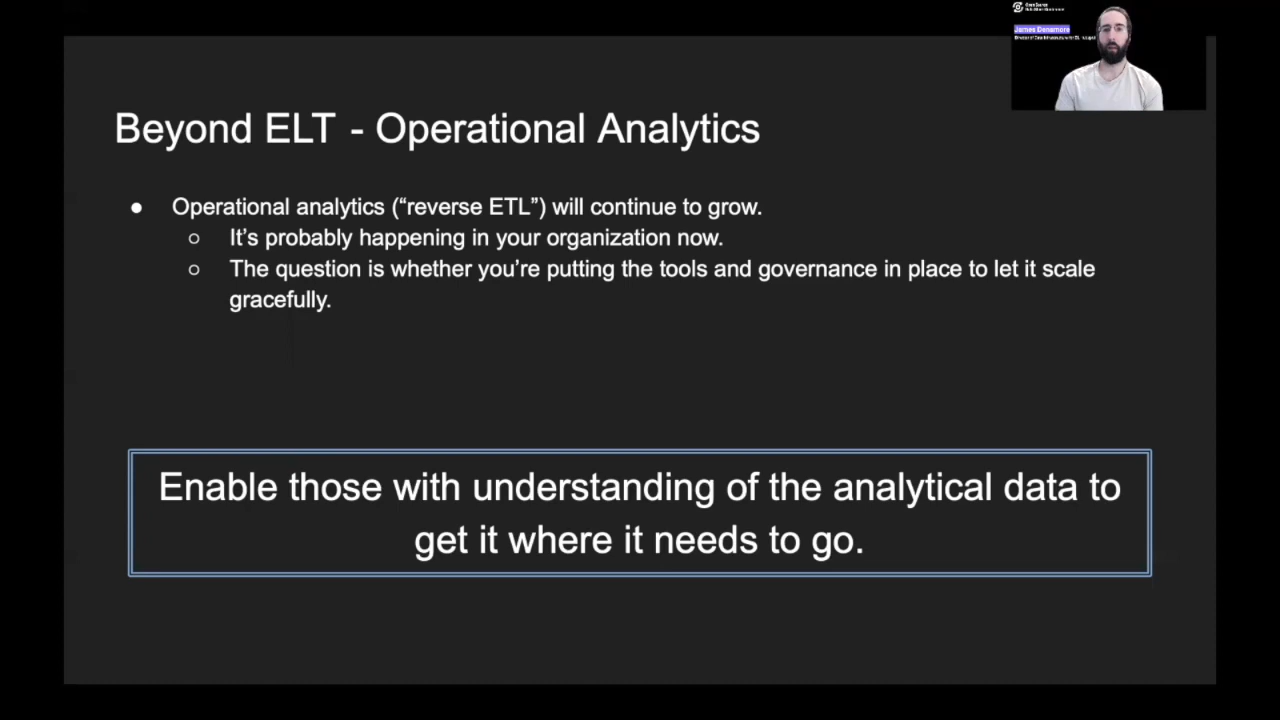 James Densmore
Beyond ELT - Operational Analytics
● Operational analytics (“reverse ETL”) will continue to grow.
○ It’s probably happening in your organization now.
○ The question is whether you’re putting the tools and governance in place to let it scale
gracefully.
Enable those with understanding of the analytical data to
get it where it needs to go.